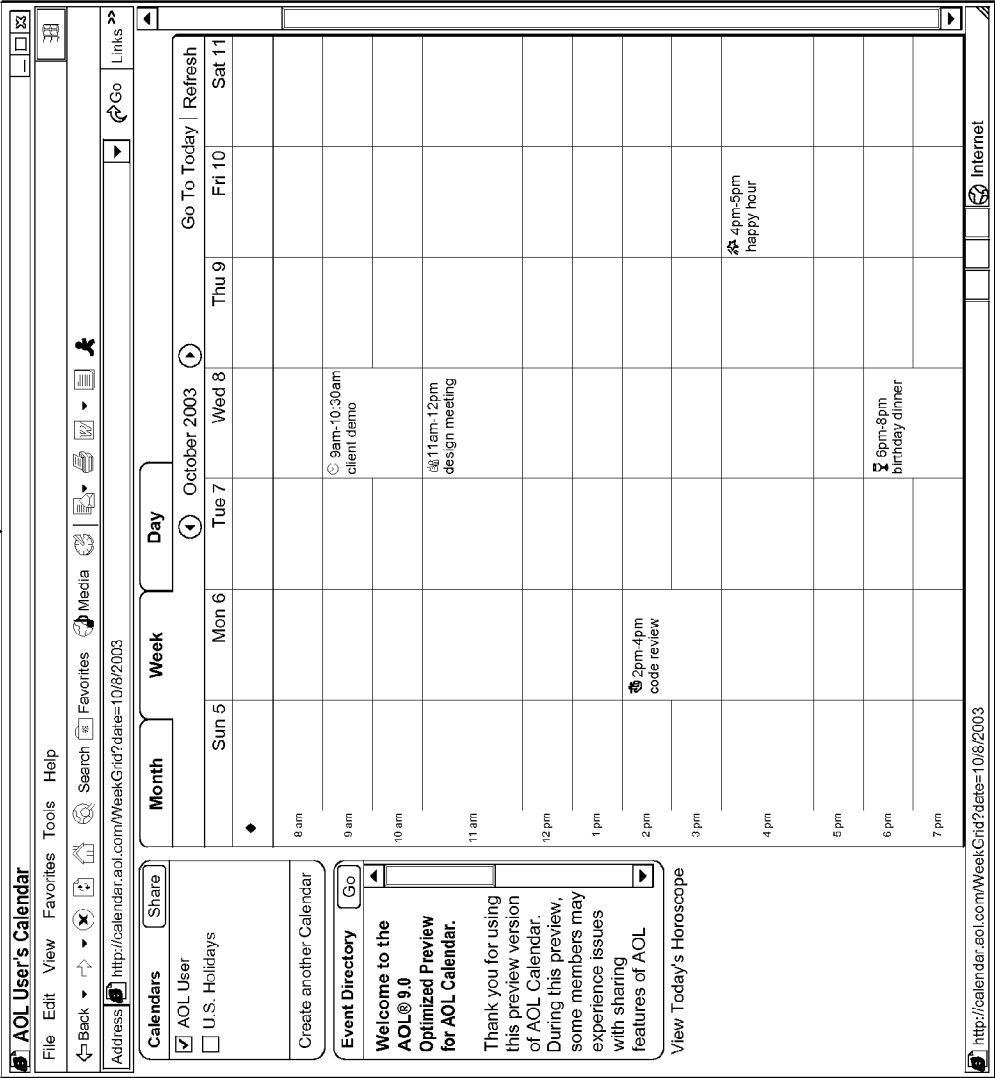 AOL User's Calendar
File Edit View Favorites Tools Help
Back Search Favorites Media
Address http://calendar.aol.com/WeekGrid?date=10/8/2003 Go Links »
Calendars Share
AOL User
U.S. Holidays
Create another Calendar
Event Directory Go
Welcome to the
AOL® 9.0
Optimized Preview
for AOL Calendar.
Thank you for using
this preview version
of AOL Calendar.
During this preview,
some members may
experience issues
with sharing
features of AOL
View Today's Horoscope
Month Week Day
October 2003 Go To Today | Refresh
Sun 5 Mon 6 Tue 7 Wed 8 Thu 9 Fri 10 Sat 11
8 am
9 am 9am-10:30am
client demo
10 am
11 am 11am-12pm
design meeting
12 pm
1 pm
2 pm 2pm-4pm
code review
3 pm
4 pm 4pm-5pm
happy hour
5 pm
6 pm 6pm-8pm
birthday dinner
7 pm
http://calendar.aol.com/WeekGrid?date=10/8/2003 Internet